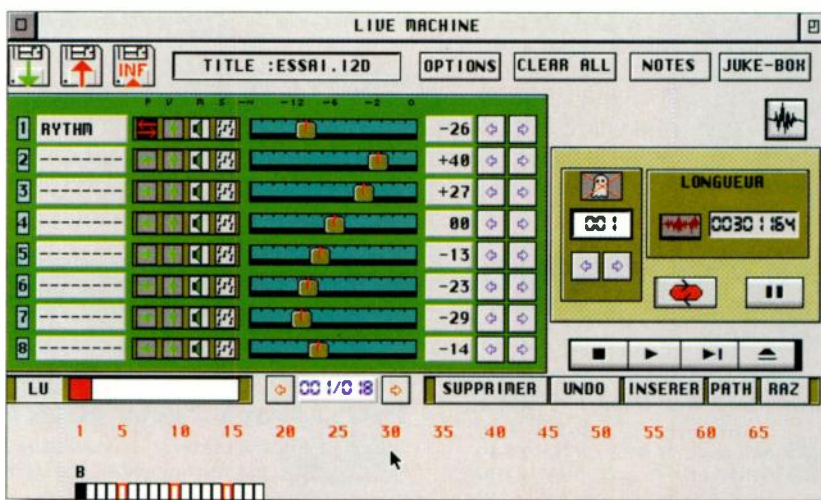 LIVE MACHINE
INF
TITLE :ESSAI.12D
OPTIONS
CLEAR ALL
NOTES
JUKE-BOX
P V M S -∞ -12 -6 -2 0
1 RYTHM -26
2 -------- +40
3 -------- +27
4 -------- 00
5 -------- -13
6 -------- -23
7 -------- -29
8 -------- -14
LONGUEUR
001
00301164
LU
001/018
SUPPRIMER
UNDO
INSERER
PATH
RAZ
1 5 10 15 20 25 30 35 40 45 50 55 60 65
B